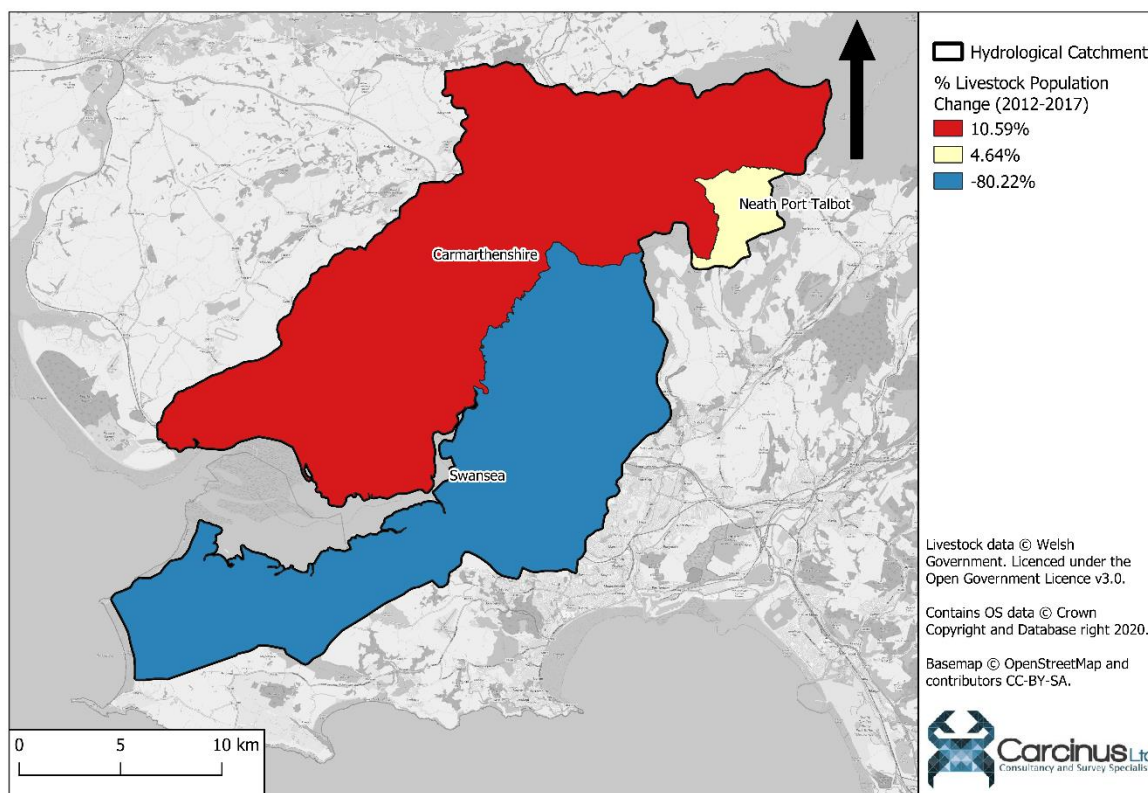 Hydrological Catchment
% Livestock Population
Change (2012-2017)
10.59%
4.64%
-80.22%
Neath Port Talbot
Carmarthenshire
Swansea
Livestock data © Welsh
Government. Licenced under the
Open Government Licence v3.0.
Contains OS data © Crown
Copyright and Database right 2020.
Basemap © OpenStreetMap and
contributors CC-BY-SA.
0 5 10 km
Carcinus Ltd
Consultancy and Survey Specialis